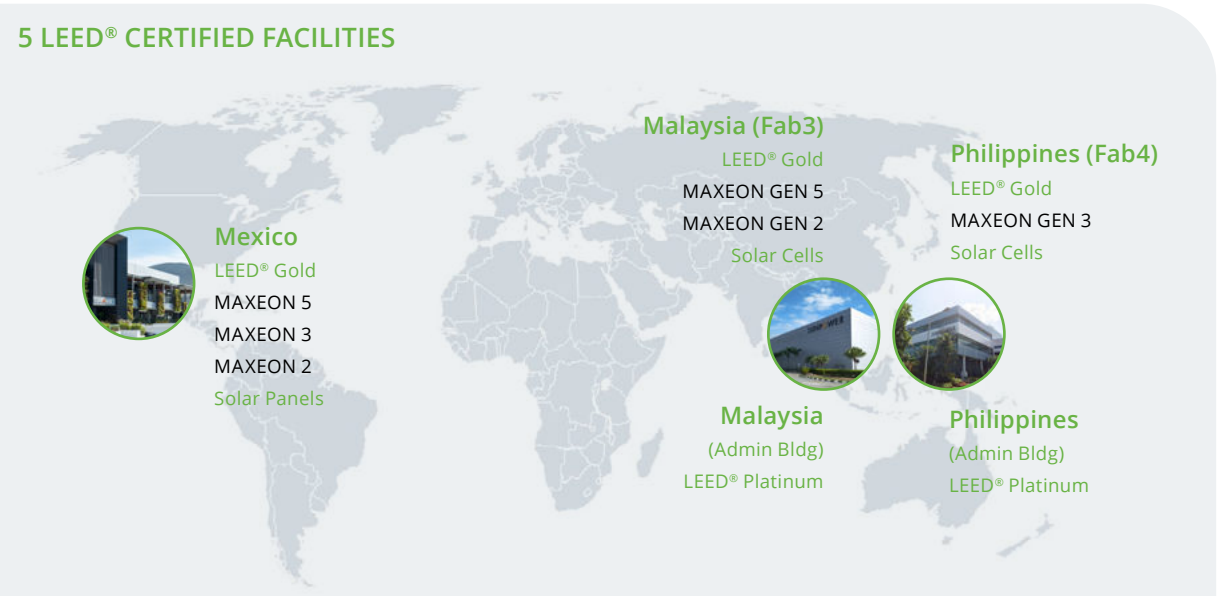 5 LEED® CERTIFIED FACILITIES
Mexico
LEED® Gold
MAXEON 5
MAXEON 3
MAXEON 2
Solar Panels
Malaysia (Fab3)
LEED® Gold
MAXEON GEN 5
MAXEON GEN 2
Solar Cells
Philippines (Fab4)
LEED® Gold
MAXEON GEN 3
Solar Cells
Malaysia
(Admin Bldg)
LEED® Platinum
Philippines
(Admin Bldg)
LEED® Platinum